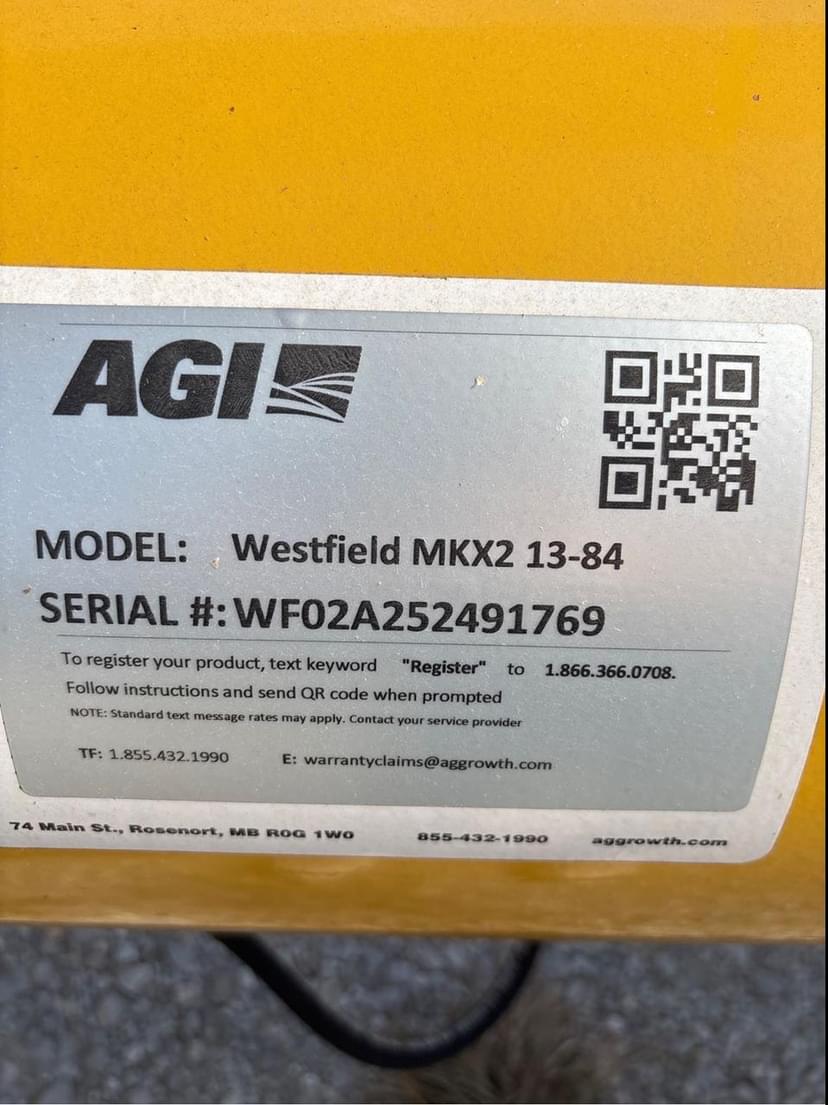 AGI
MODEL: Westfield MKX2 13-84
SERIAL #: WF02A252491769
To register your product, text keyword "Register" to 1.866.366.0708.
Follow instructions and send QR code when prompted
NOTE: Standard text message rates may apply. Contact your service provider
TF: 1.855.432.1990 E: warrantyclaims@aggrowth.com
74 Main St., Rosenort, MB R0G 1W0 855-432-1990 aggrowth.com